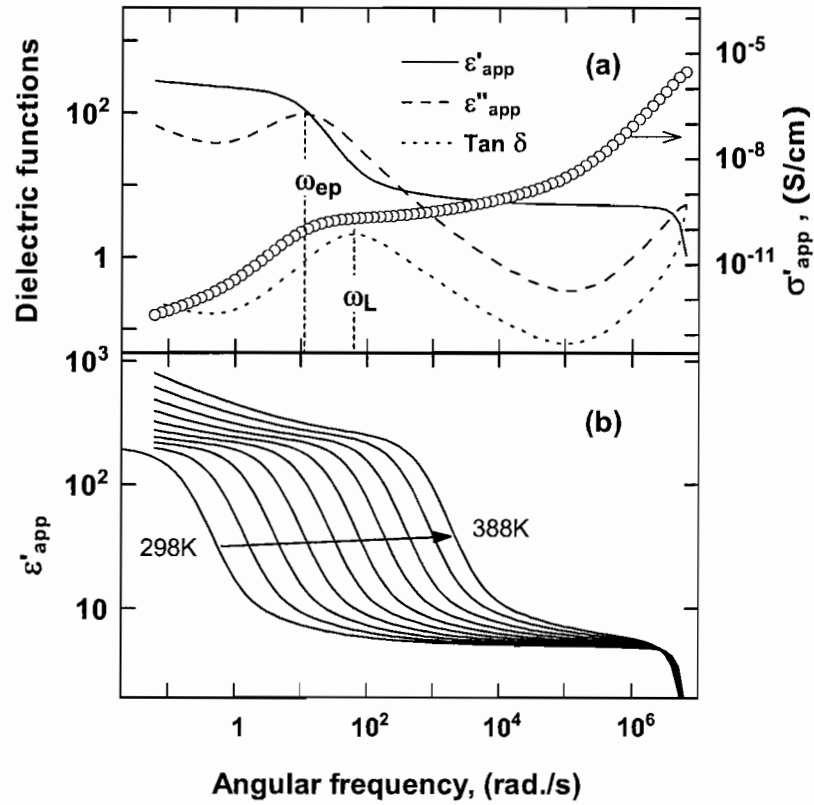 (a)
ε'app
ε''app
Tan δ
10²
1
Dielectric functions
ωep
ωL
10⁻⁵
10⁻⁸
10⁻¹¹
σ'app , (S/cm)
10³
10²
10
ε'app
(b)
298K
388K
1
10²
10⁴
10⁶
Angular frequency, (rad./s)